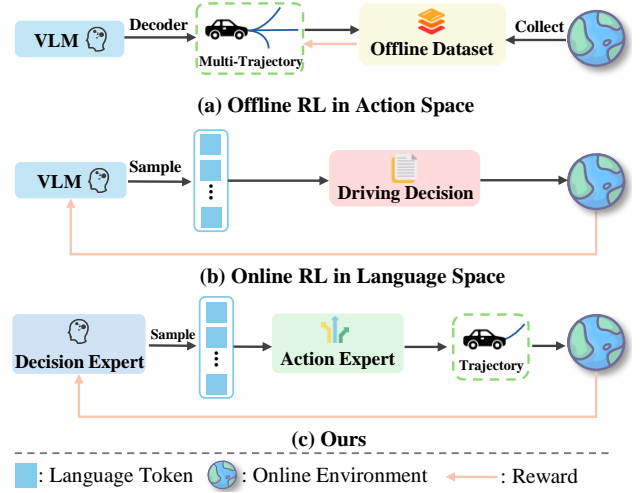 VLM
Decoder
Multi-Trajectory
Offline Dataset
Collect
(a) Offline RL in Action Space
VLM
Sample
Driving Decision
(b) Online RL in Language Space
Decision Expert
Sample
Action Expert
Trajectory
(c) Ours
: Language Token
: Online Environment
: Reward